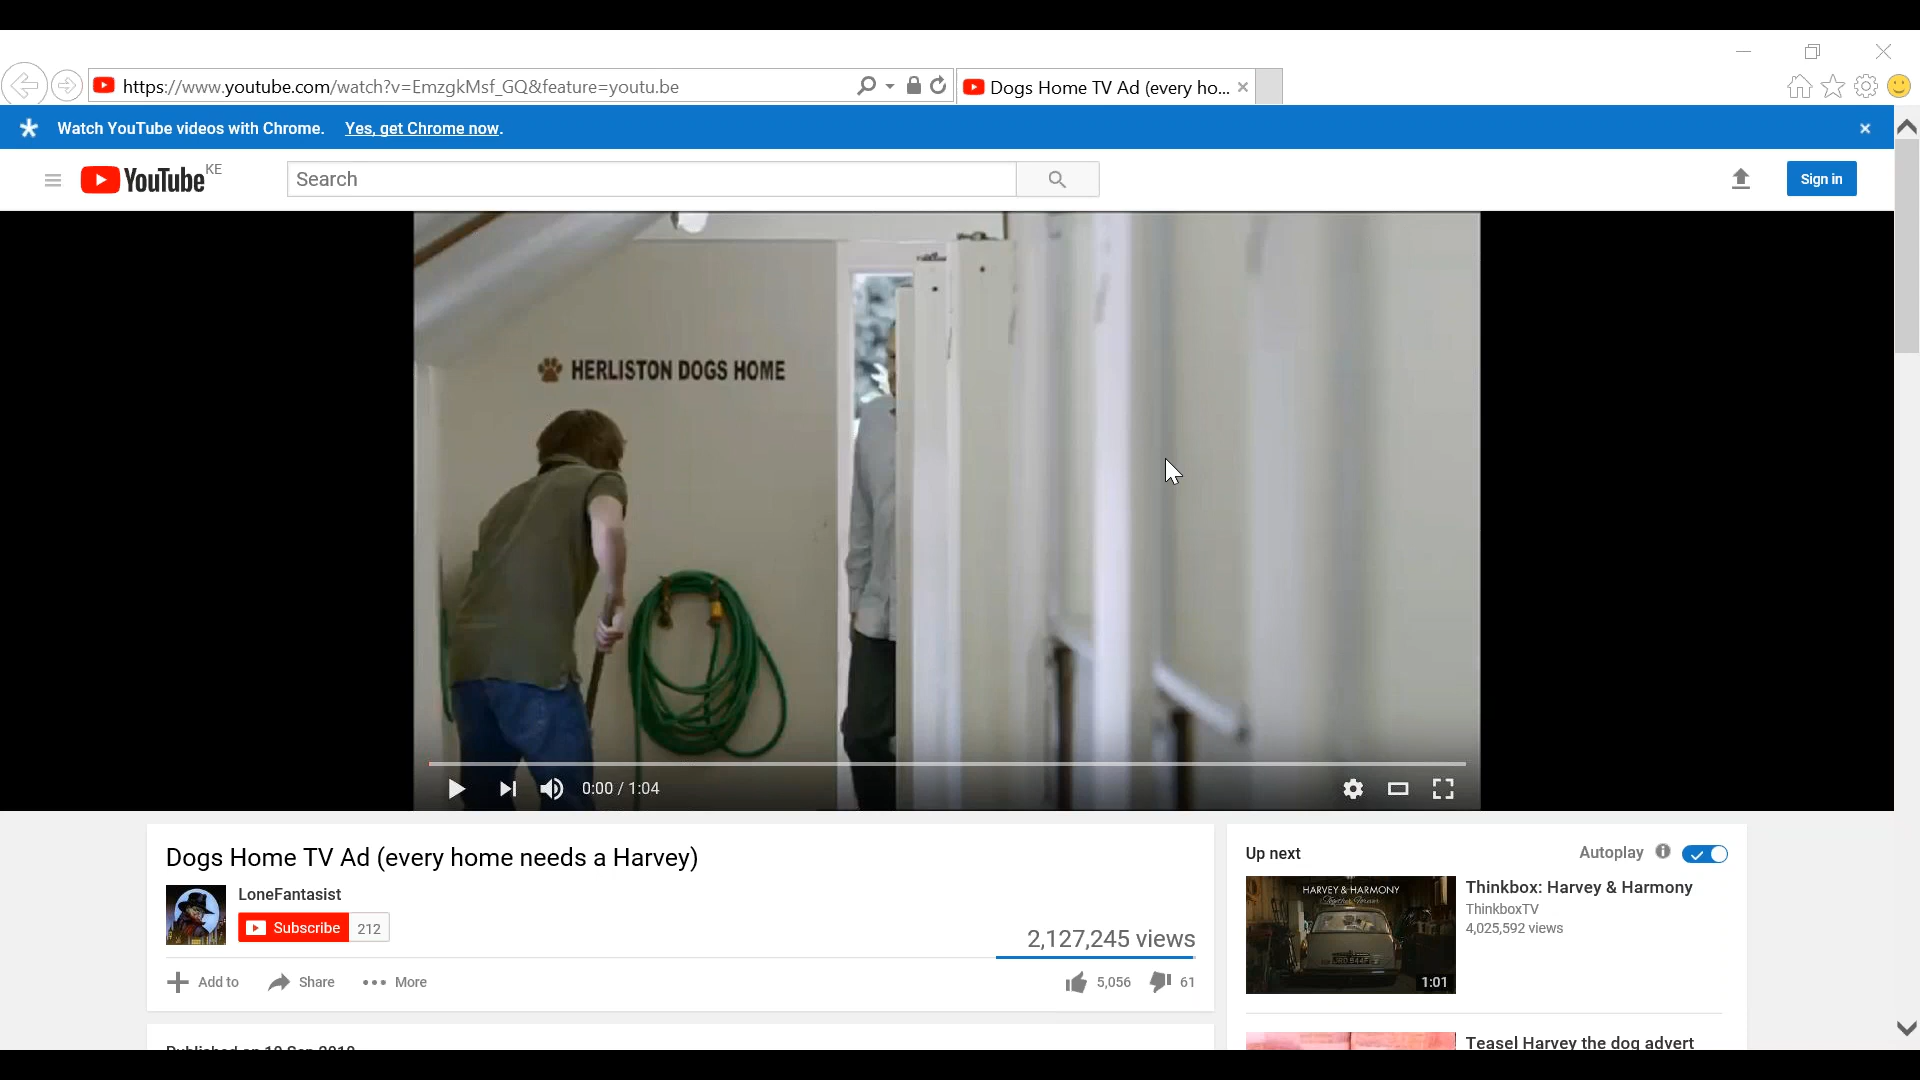 https://www.youtube.com/watch?v=EmzgkMsf_GQ&feature=youtu.be
Dogs Home TV Ad (every ho...
Watch YouTube videos with Chrome. Yes, get Chrome now.
YouTube KE
Search
Sign in
HERLISTON DOGS HOME
0:00 / 1:04
Dogs Home TV Ad (every home needs a Harvey)
LoneFantasist
Subscribe 212
2,127,245 views
Add to Share More
5,056 61
Up next
Autoplay
HARVEY & HARMONY
Together Forever
1:01
Thinkbox: Harvey & Harmony
ThinkboxTV
4,025,592 views
Teasel Harvey the dog advert